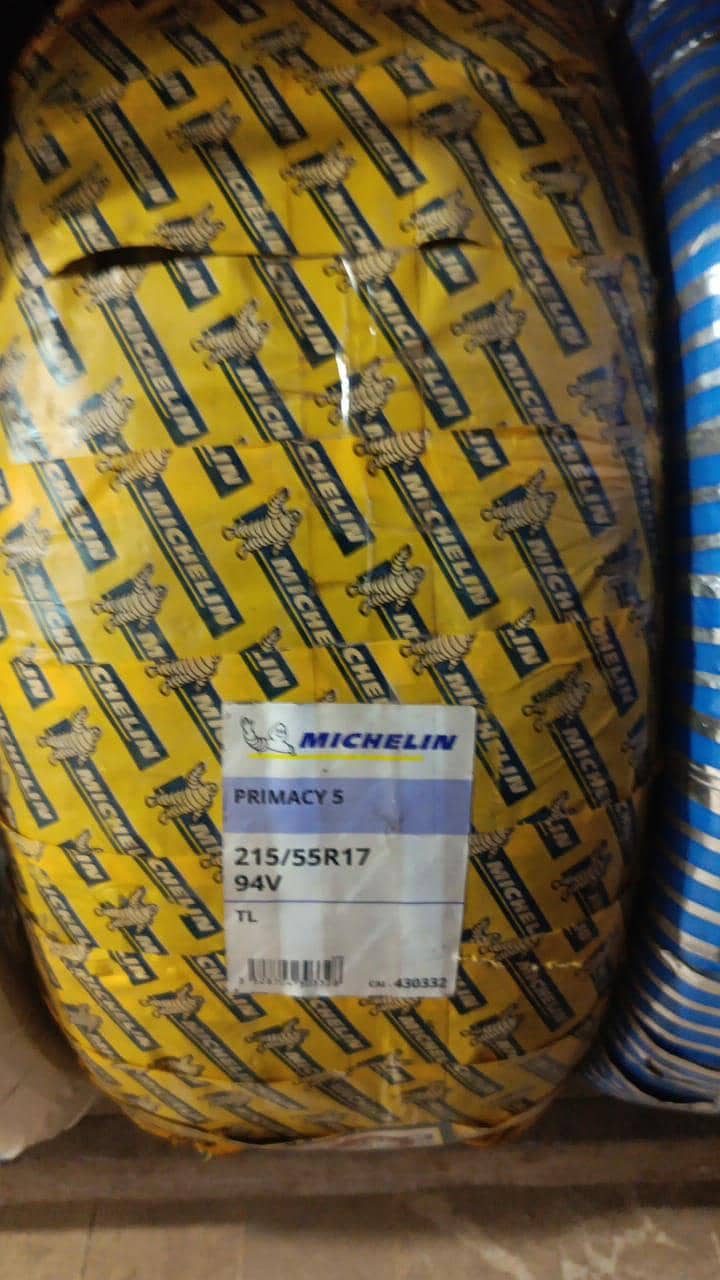 MICHELIN
PRIMACY 5
215/55R17
94V
TL
CAI : 430332